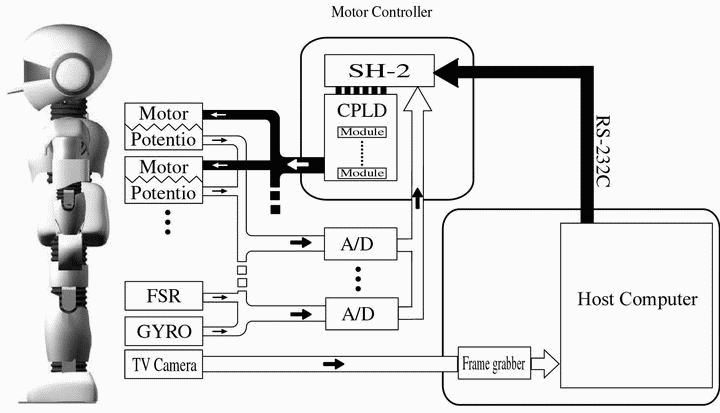 Motor Controller
SH-2
CPLD
Module
Module
Motor
Potentio
Motor
Potentio
RS-232C
A/D
A/D
FSR
GYRO
TV Camera
Frame grabber
Host Computer